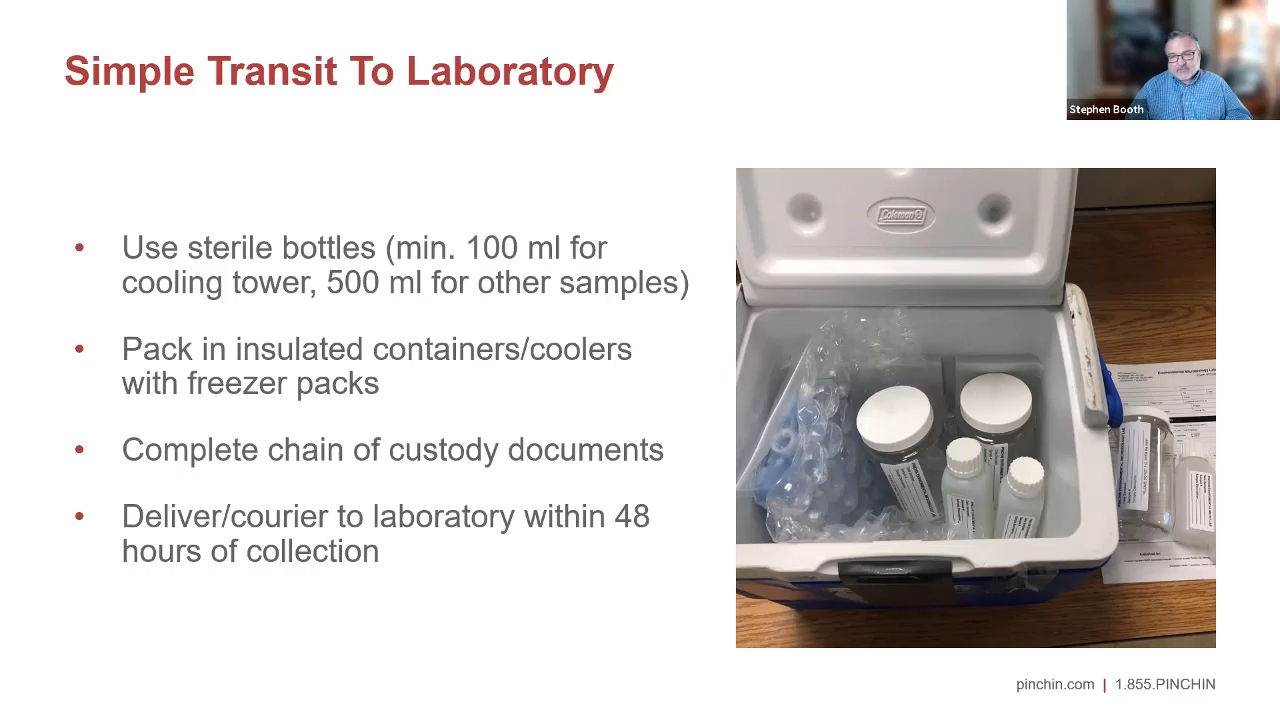 Simple Transit To Laboratory
Stephen Booth
• Use sterile bottles (min. 100 ml for
cooling tower, 500 ml for other samples)
• Pack in insulated containers/coolers
with freezer packs
• Complete chain of custody documents
• Deliver/courier to laboratory within 48
hours of collection
Coleman
pinchin.com | 1.855.PINCHIN